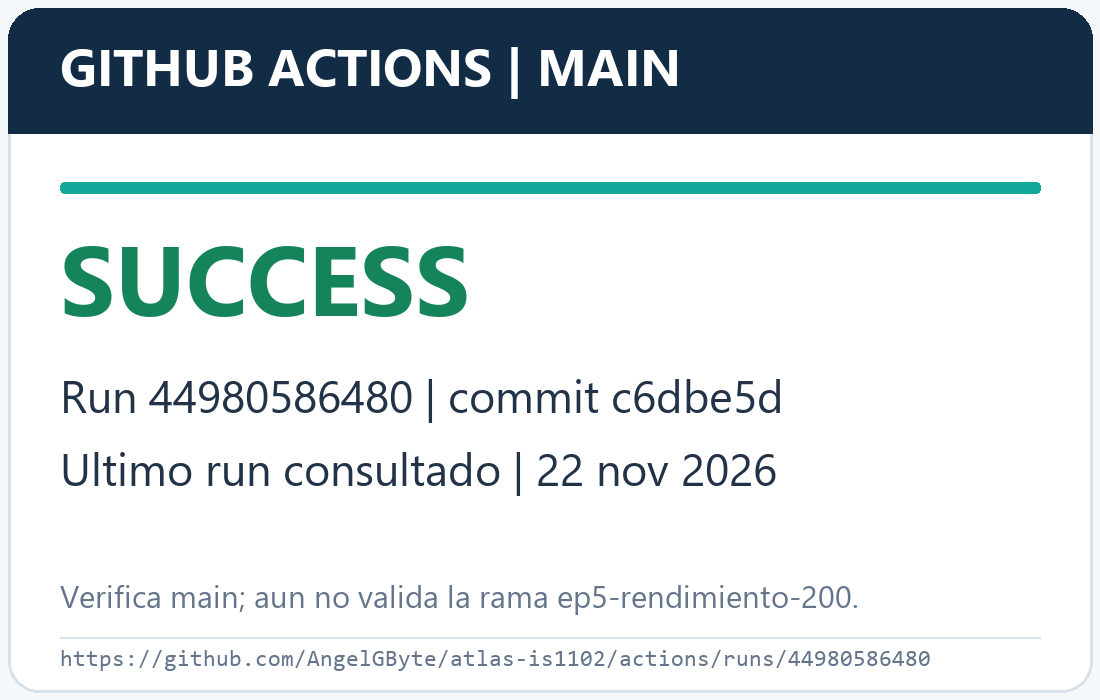 GITHUB ACTIONS | MAIN
SUCCESS
Run 44980586480 | commit c6dbe5d
Ultimo run consultado | 22 nov 2026
Verifica main; aun no valida la rama ep5-rendimiento-200.
https://github.com/AngelGByte/atlas-is1102/actions/runs/44980586480